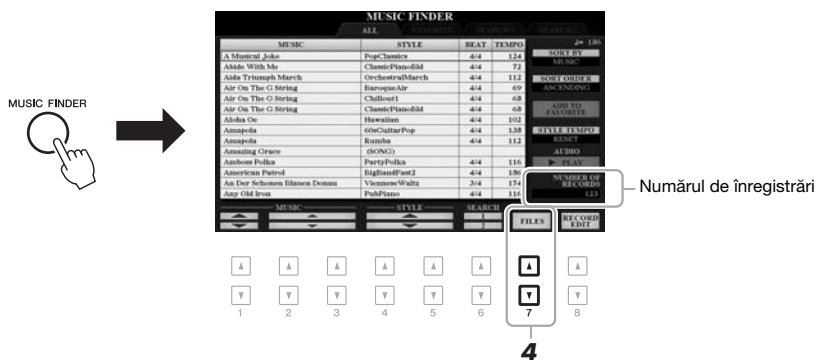 MUSIC FINDER
ALL
MUSIC STYLE BEAT TEMPO
A Musical Joke PopClassics 4/4 124
Abide With Me ClassicPianoBld 4/4 72
Aida Triumph March OrchestralMarch 4/4 112
Air On The G String BaroqueAir 4/4 69
Air On The G String Chillout1 4/4 68
Air On The G String ClassicPianoBld 4/4 68
Aloha Oe Hawaiian 4/4 102
Amapola 60sGuitarPop 4/4 138
Amapola Rumba 4/4 112
Amazing Grace (SONG)
Amboss Polka PartyPolka 4/4 116
American Patrol BigBandFast2 4/4 186
An Der Schonen Blauen Donau VienneseWaltz 3/4 174
Any Old Iron PubPiano 4/4 116
♩= 186
SORT BY
MUSIC
SORT ORDER
ASCENDING
ADD TO
FAVORITE
STYLE TEMPO
RESET
AUDIO
▶ PLAY
NUMBER OF
RECORDS
123
MUSIC STYLE SEARCH
1
2
FILES
RECORD
EDIT
MUSIC FINDER
Numărul de înregistrări
1 2 3 4 5 6 7 8
4